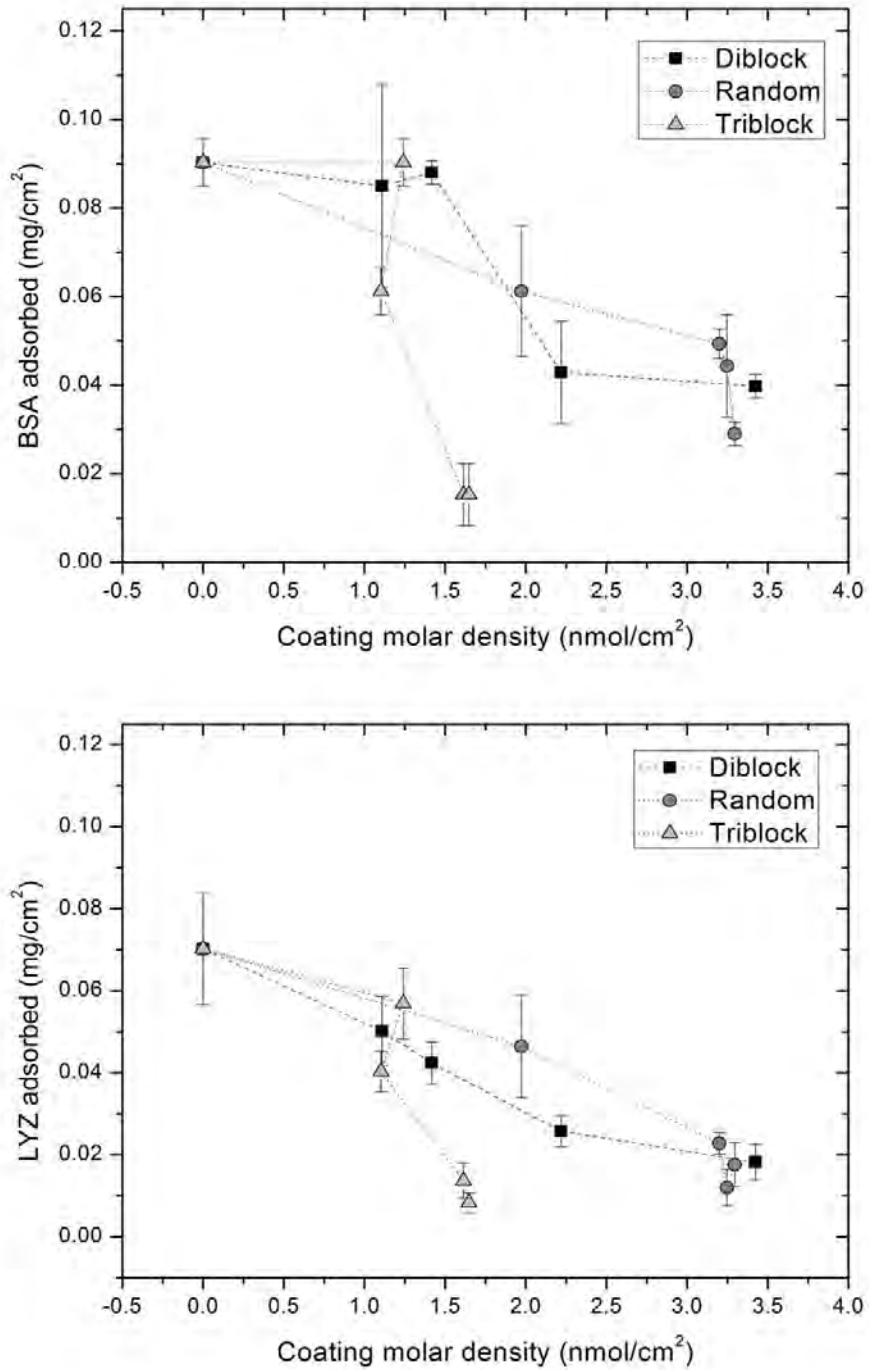 0.12
0.10
0.08
0.06
0.04
0.02
0.00
BSA adsorbed (mg/cm²)
Diblock
Random
Triblock
-0.5 0.0 0.5 1.0 1.5 2.0 2.5 3.0 3.5 4.0
Coating molar density (nmol/cm²)
0.12
0.10
0.08
0.06
0.04
0.02
0.00
LYZ adsorbed (mg/cm²)
Diblock
Random
Triblock
-0.5 0.0 0.5 1.0 1.5 2.0 2.5 3.0 3.5 4.0
Coating molar density (nmol/cm²)